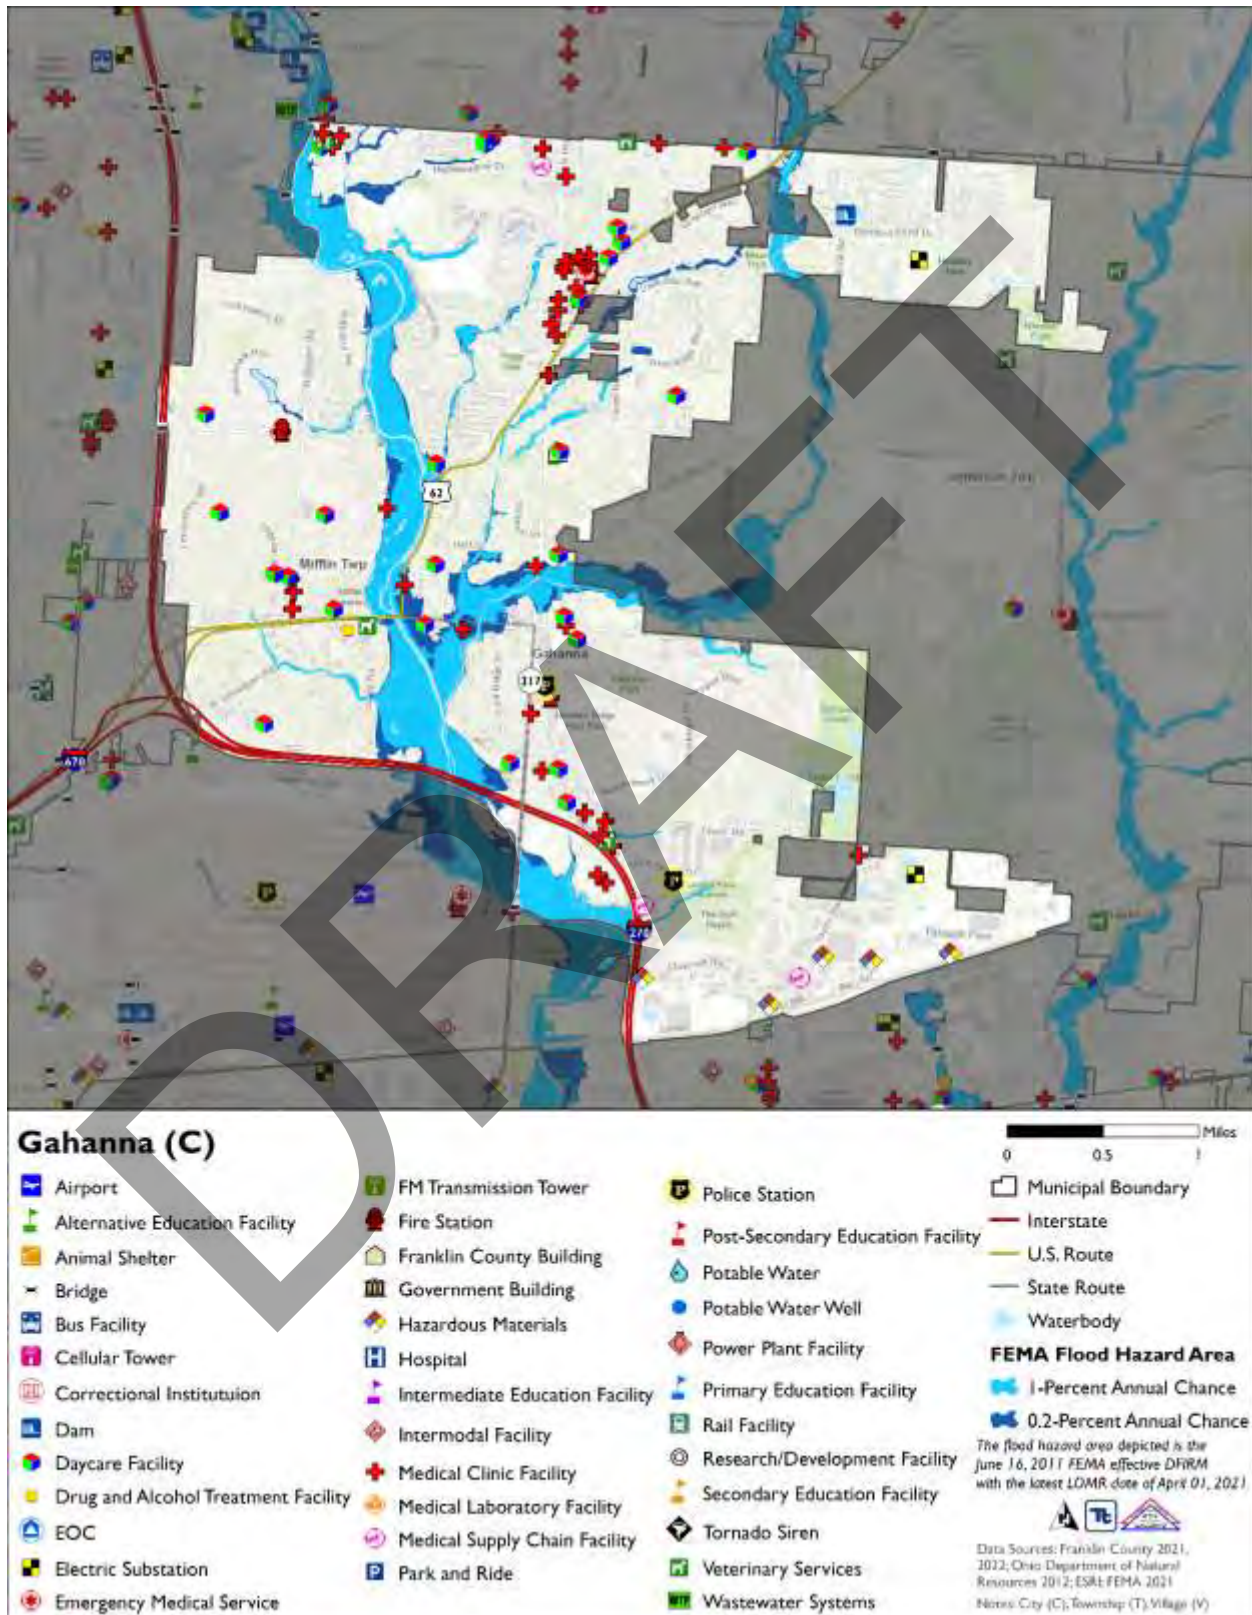 62
Mifflin Twp
Gahanna
317
Jefferson Twp
670
270
DRAFT
Gahanna (C)
Airport
Alternative Education Facility
Animal Shelter
Bridge
Bus Facility
Cellular Tower
Correctional Institutuion
Dam
Daycare Facility
Drug and Alcohol Treatment Facility
EOC
Electric Substation
Emergency Medical Service
FM Transmission Tower
Fire Station
Franklin County Building
Government Building
Hazardous Materials
Hospital
Intermediate Education Facility
Intermodal Facility
Medical Clinic Facility
Medical Laboratory Facility
Medical Supply Chain Facility
Park and Ride
Police Station
Post-Secondary Education Facility
Potable Water
Potable Water Well
Power Plant Facility
Primary Education Facility
Rail Facility
Research/Development Facility
Secondary Education Facility
Tornado Siren
Veterinary Services
Wastewater Systems
Miles
0 0.5 1
Municipal Boundary
Interstate
U.S. Route
State Route
Waterbody
FEMA Flood Hazard Area
1-Percent Annual Chance
0.2-Percent Annual Chance
The flood hazard area depicted is the
June 16, 2011 FEMA effective DFIRM
with the latest LOMR date of April 01, 2021
Data Sources: Franklin County 2021,
2022; Ohio Department of Natural
Resources 2012; ESRI; FEMA 2021
Notes: City (C), Township (T), Village (V)